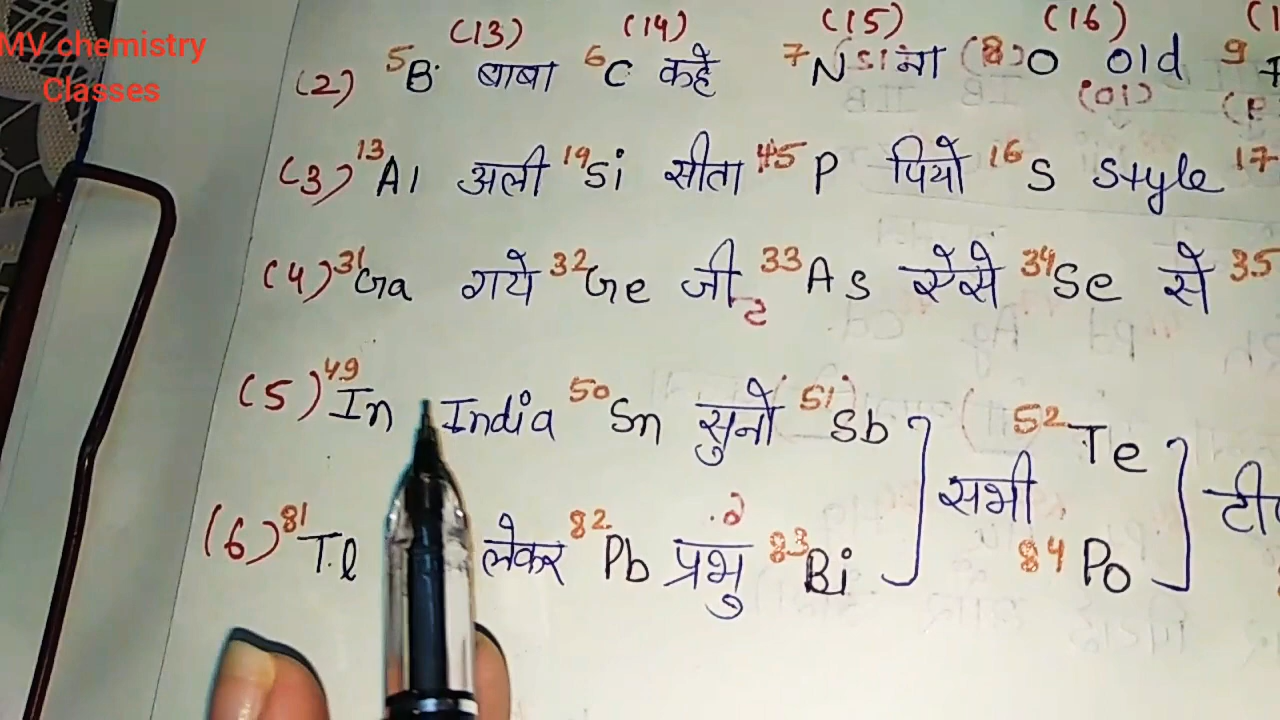 MV chemistry
Classes
(13) (14) (15) (16)
(2) 5B बाबा 6C कहे 7N 8O old 9
(3) 13Al अली 14Si सीता 15 P पियो 16 S Style 17
(4) 31Ga गये 32Ge जी 33As ऐसे 34Se से 35
(5) 49In India 50Sn सुनो 51Sb सभी 52Te
(6) 81Tl लेकर 82Pb प्रभु 83Bi 84Po